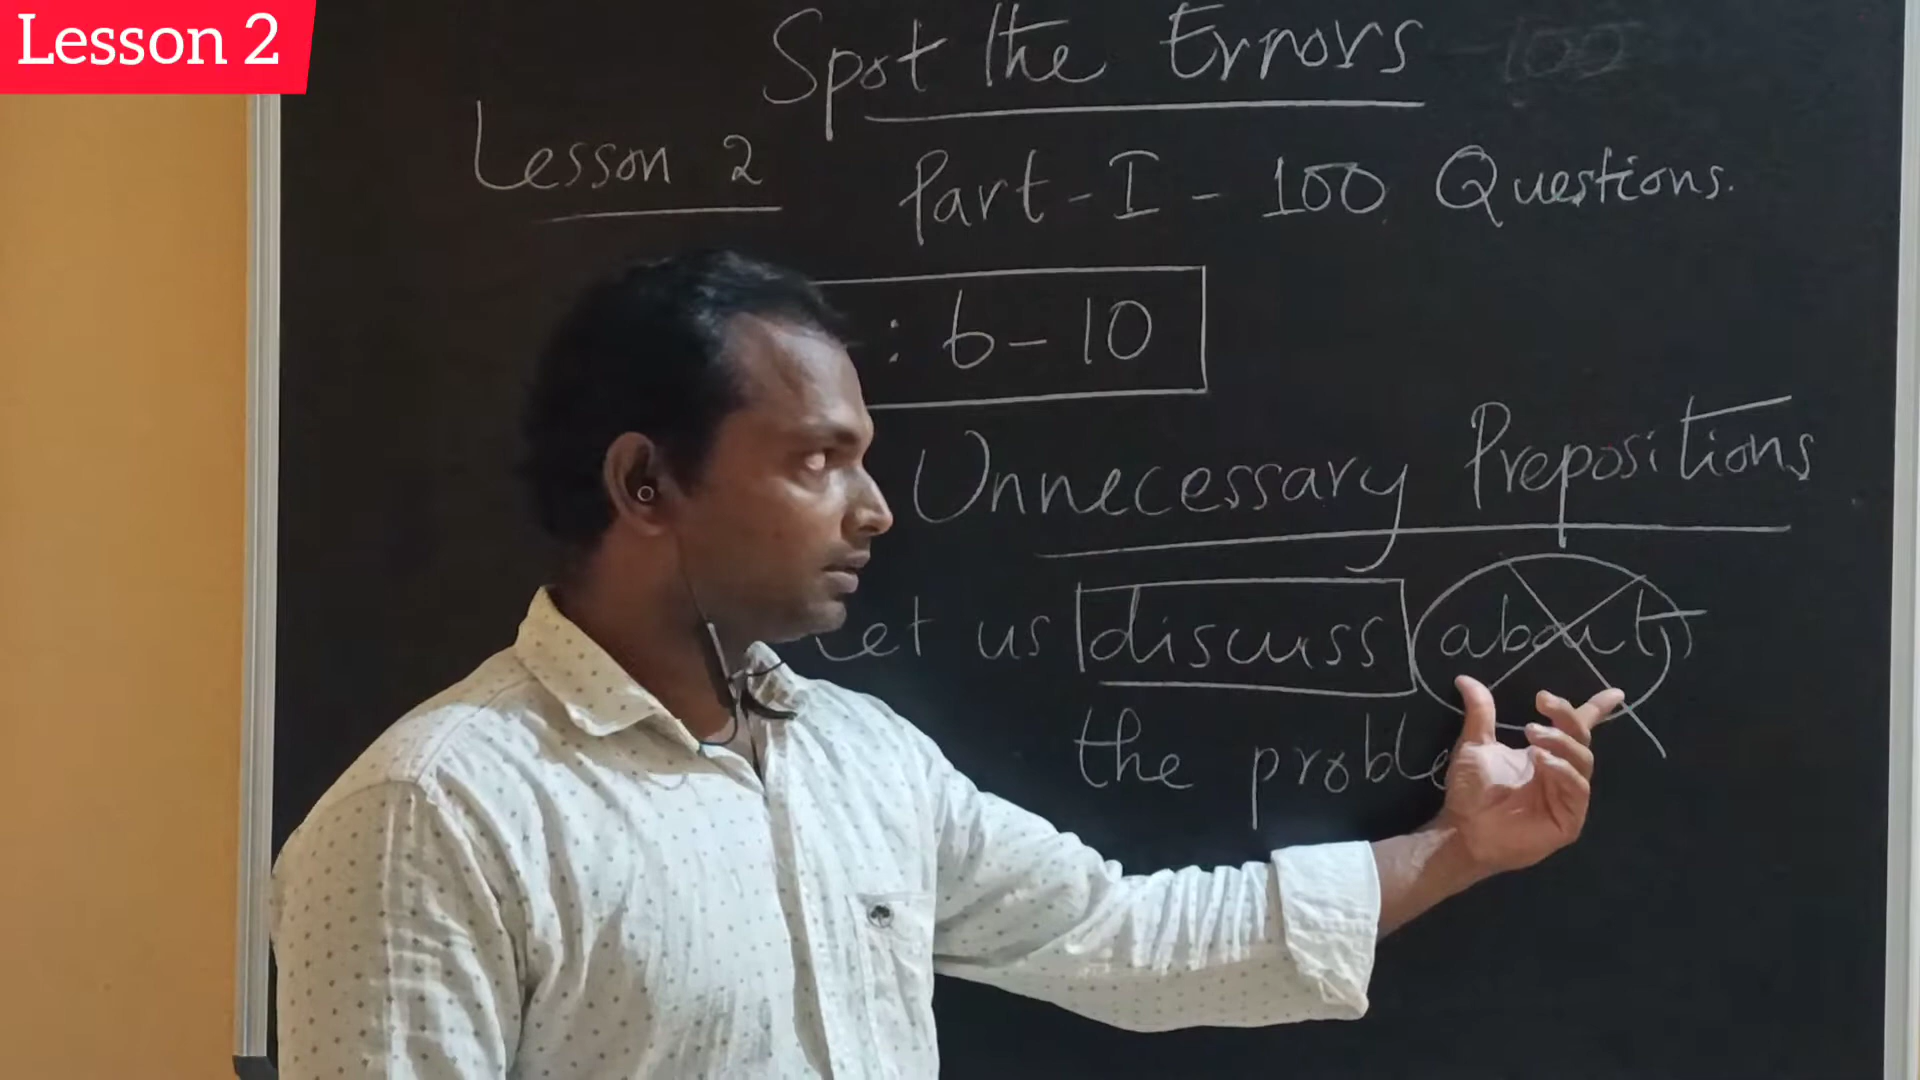 Lesson 2
Spot the Errors
Lesson 2
Part - I - 100 Questions.
: 6 - 10
Unnecessary Prepositions
Let us discuss about
the proble